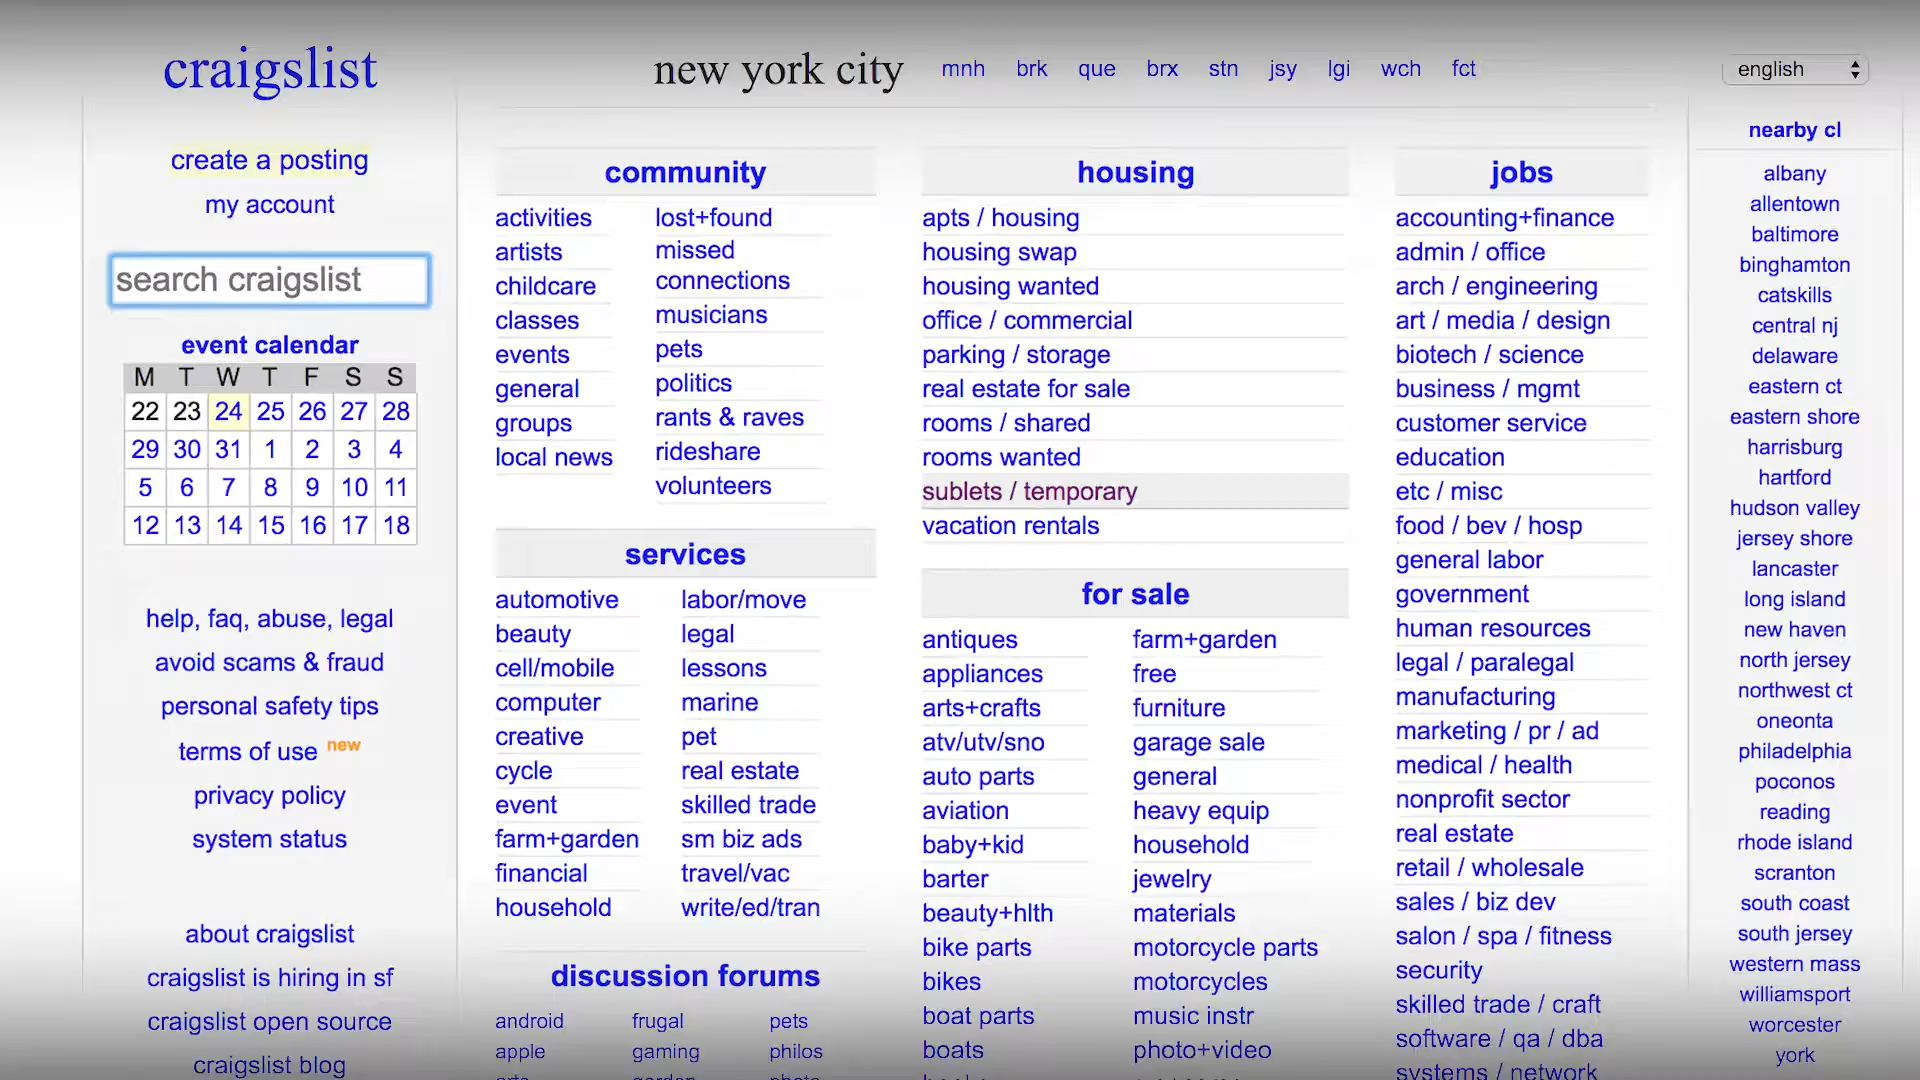 craigslist
create a posting
my account
search craigslist
event calendar
M T W T F S S
22 23 24 25 26 27 28
29 30 31 1 2 3 4
5 6 7 8 9 10 11
12 13 14 15 16 17 18
help, faq, abuse, legal
avoid scams & fraud
personal safety tips
terms of use new
privacy policy
system status
about craigslist
craigslist is hiring in sf
craigslist open source
craigslist blog
new york city mnh brk que brx stn jsy lgi wch fct
community
activities
artists
childcare
classes
events
general
groups
local news
lost+found
missed
connections
musicians
pets
politics
rants & raves
rideshare
volunteers
services
automotive
beauty
cell/mobile
computer
creative
cycle
event
farm+garden
financial
household
labor/move
legal
lessons
marine
pet
real estate
skilled trade
sm biz ads
travel/vac
write/ed/tran
discussion forums
android
apple
frugal
gaming
pets
philos
housing
apts / housing
housing swap
housing wanted
office / commercial
parking / storage
real estate for sale
rooms / shared
rooms wanted
sublets / temporary
vacation rentals
for sale
antiques
appliances
arts+crafts
atv/utv/sno
auto parts
aviation
baby+kid
barter
beauty+hlth
bike parts
bikes
boat parts
boats
farm+garden
free
furniture
garage sale
general
heavy equip
household
jewelry
materials
motorcycle parts
motorcycles
music instr
photo+video
jobs
accounting+finance
admin / office
arch / engineering
art / media / design
biotech / science
business / mgmt
customer service
education
etc / misc
food / bev / hosp
general labor
government
human resources
legal / paralegal
manufacturing
marketing / pr / ad
medical / health
nonprofit sector
real estate
retail / wholesale
sales / biz dev
salon / spa / fitness
security
skilled trade / craft
software / qa / dba
systems / network
english
nearby cl
albany
allentown
baltimore
binghamton
catskills
central nj
delaware
eastern ct
eastern shore
harrisburg
hartford
hudson valley
jersey shore
lancaster
long island
new haven
north jersey
northwest ct
oneonta
philadelphia
poconos
reading
rhode island
scranton
south coast
south jersey
western mass
williamsport
worcester
york